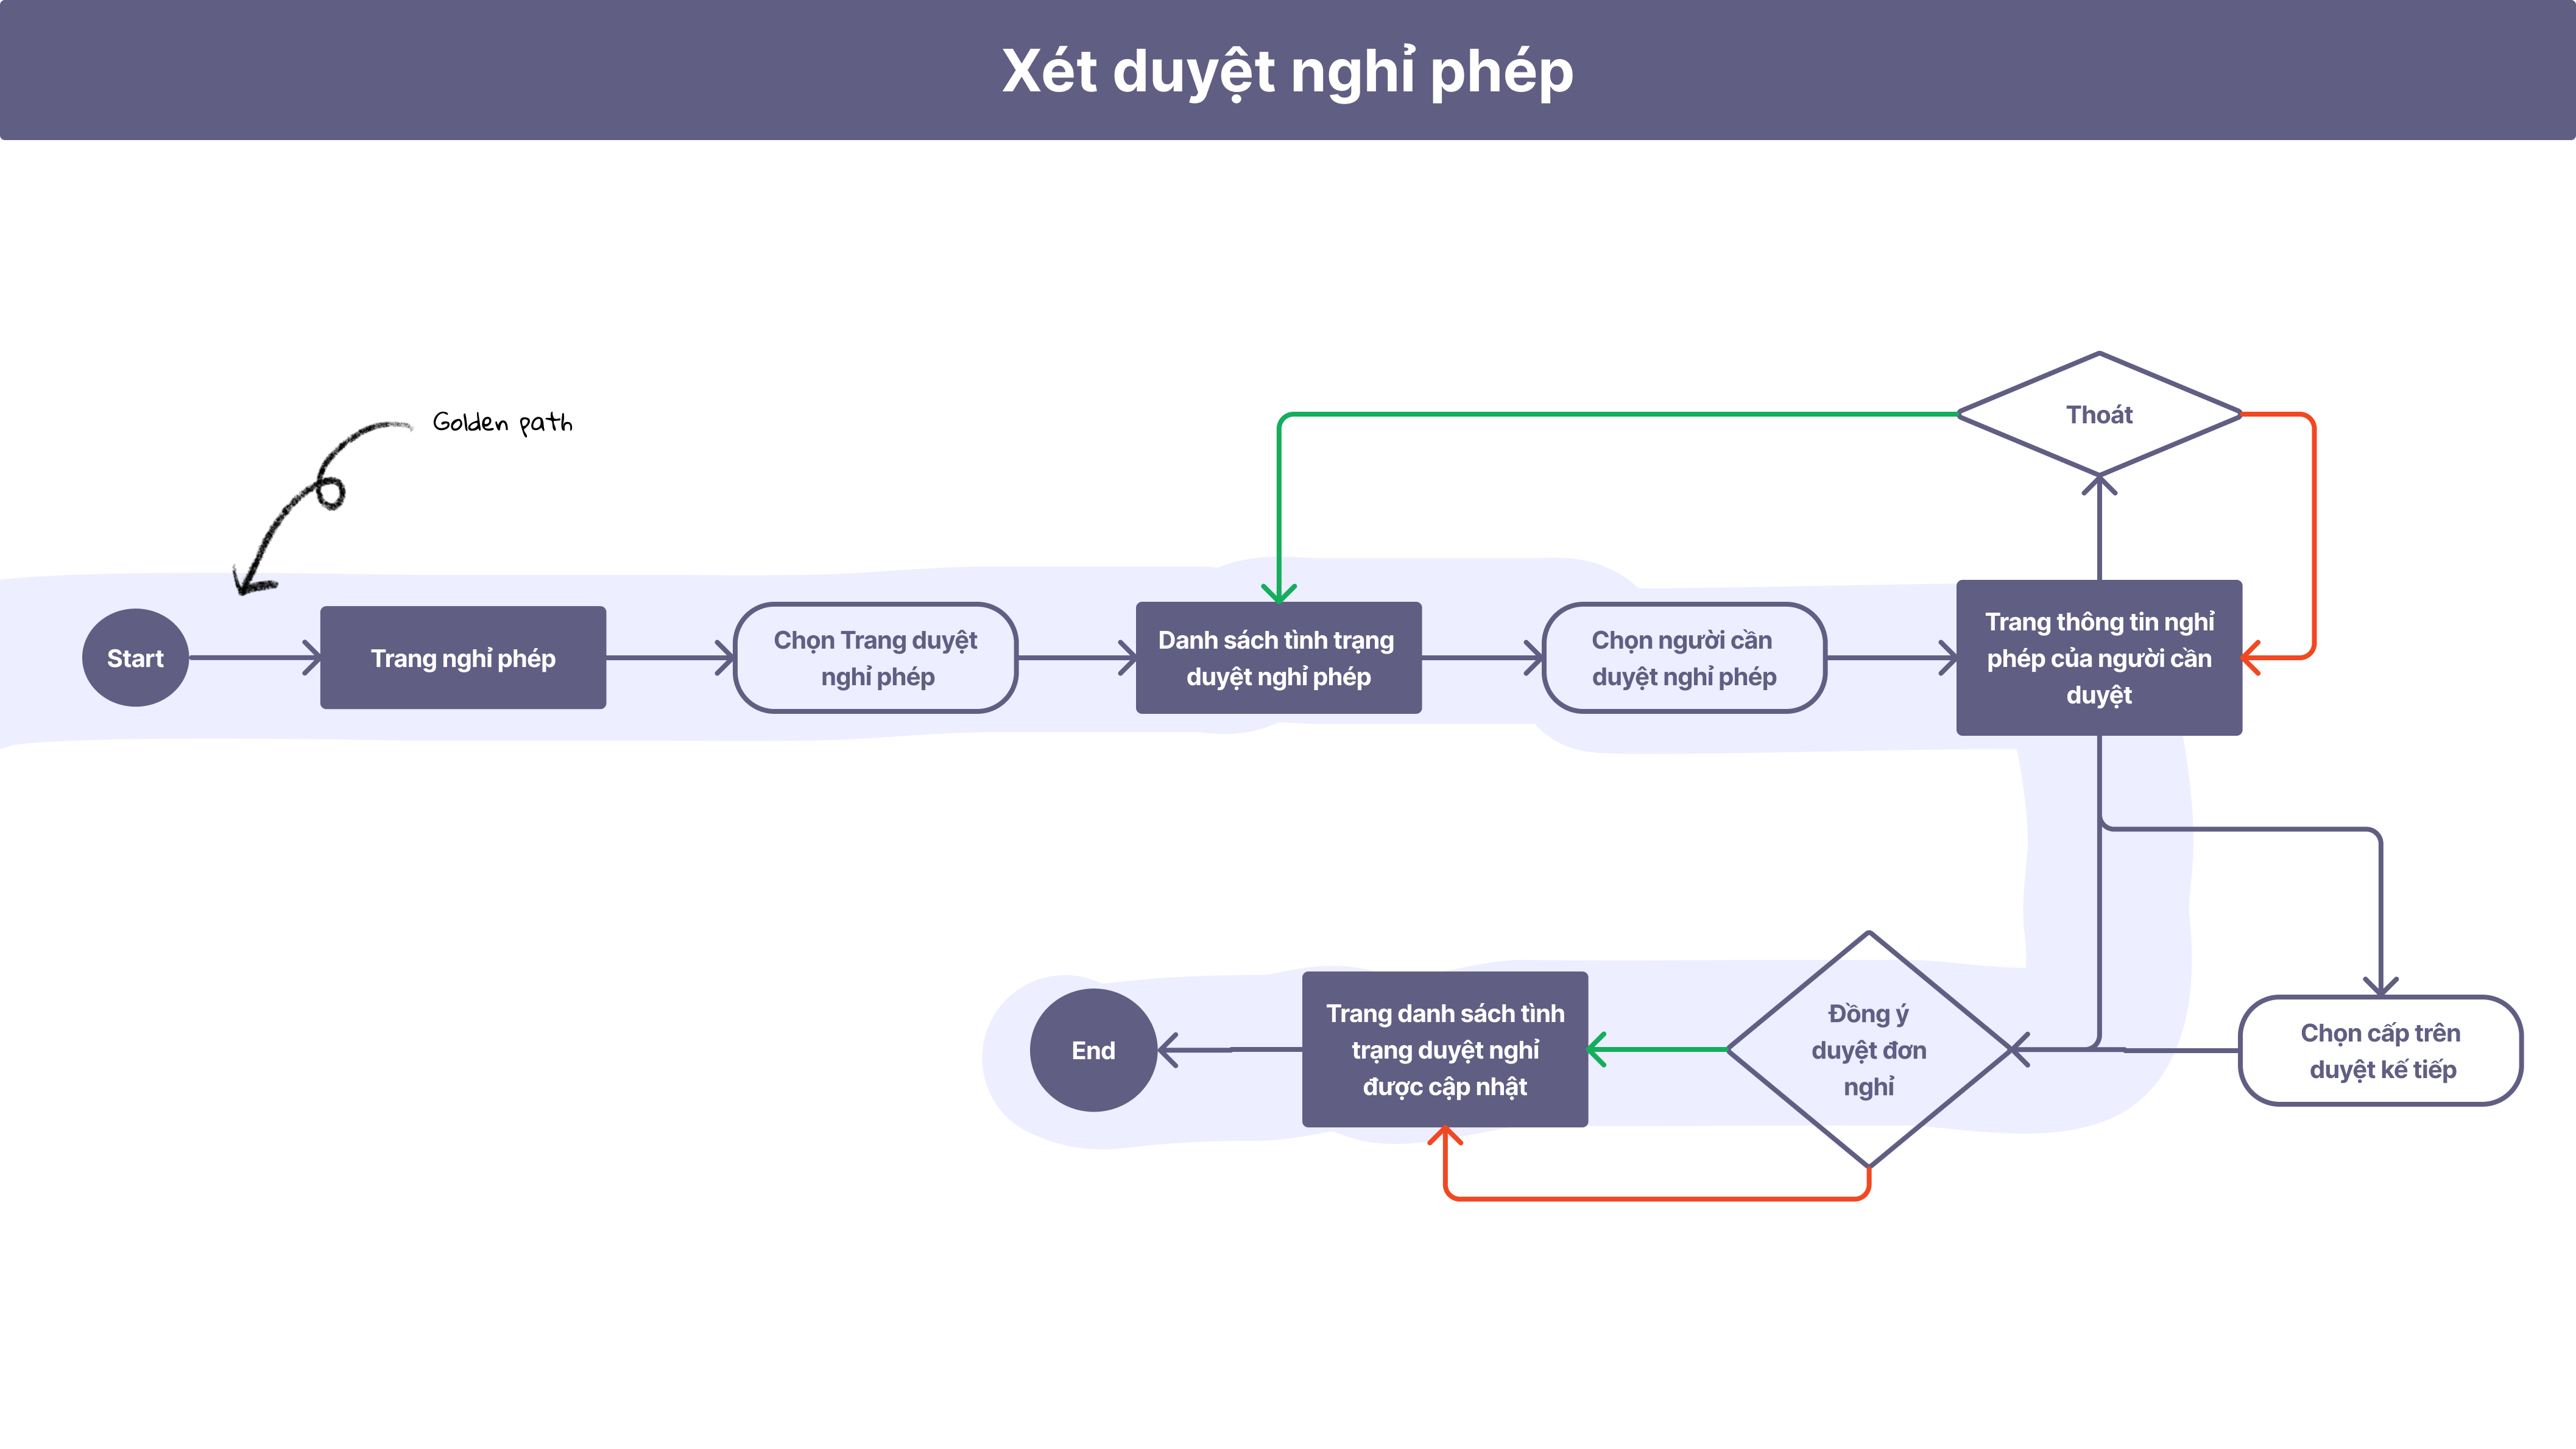 Xét duyệt nghỉ phép
Golden path
Thoát
Start
Trang nghỉ phép
Chọn Trang duyệt
nghỉ phép
Danh sách tình trạng
duyệt nghỉ phép
Chọn người cần
duyệt nghỉ phép
Trang thông tin nghỉ
phép của người cần
duyệt
End
Trang danh sách tình
trạng duyệt nghỉ
được cập nhật
Đồng ý
duyệt đơn
nghỉ
Chọn cấp trên
duyệt kế tiếp